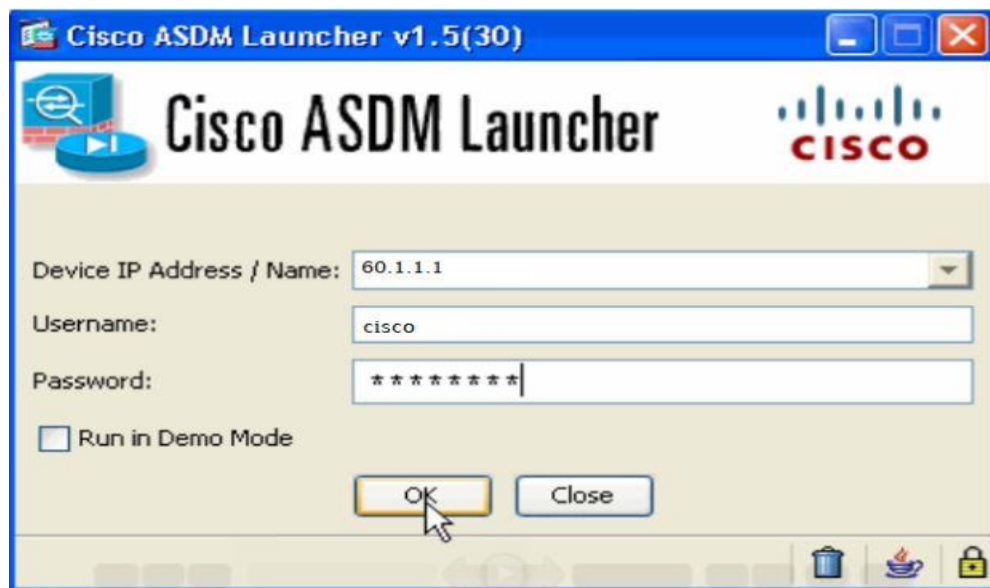 Cisco ASDM Launcher v1.5(30)
Cisco ASDM Launcher
CISCO
Device IP Address / Name: 60.1.1.1
Username: cisco
Password: ********
Run in Demo Mode
OK Close